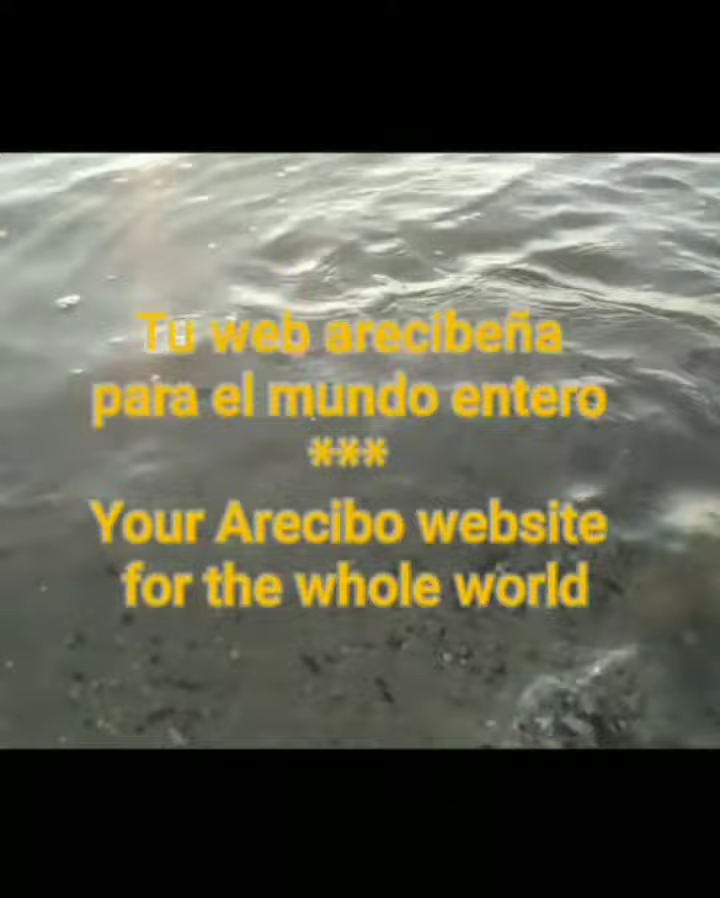 Tu web arecibeña
para el mundo entero
***
Your Arecibo website
for the whole world